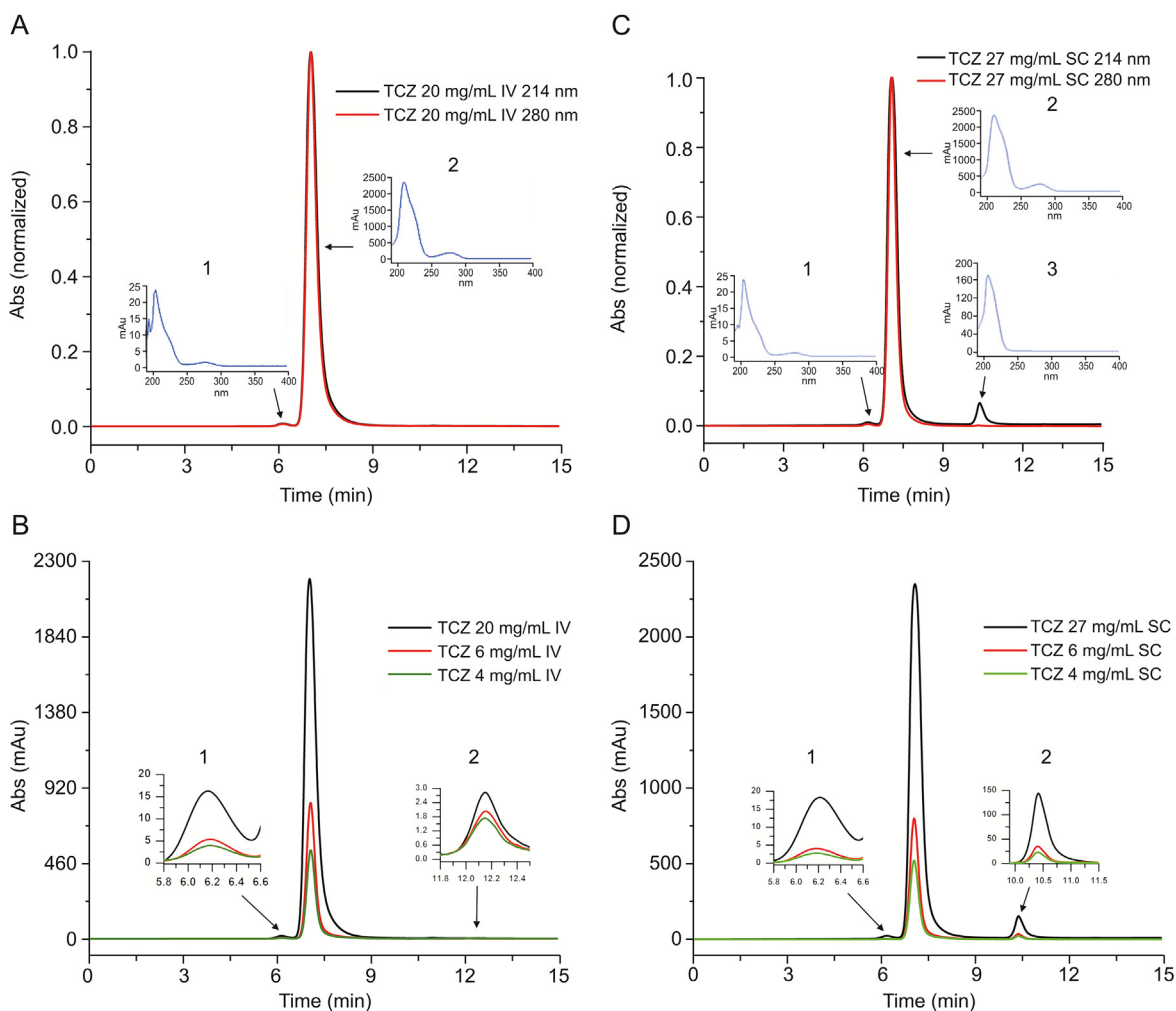 A
TCZ 20 mg/mL IV 214 nm
TCZ 20 mg/mL IV 280 nm
Abs (normalized)
1.0
0.8
0.6
0.4
0.2
0.0
0 3 6 9 12 15
Time (min)
1
mAu
25
20
15
10
5
0
200 250 300 350 400
nm
2
mAu
2500
2000
1500
1000
500
0
200 250 300 350 400
nm
C
TCZ 27 mg/mL SC 214 nm
TCZ 27 mg/mL SC 280 nm
Abs (normalized)
1.0
0.8
0.6
0.4
0.2
0.0
0 3 6 9 12 15
Time (min)
1
mAu
25
20
15
10
5
0
200 250 300 350 400
nm
2
mAu
2500
2000
1500
1000
500
0
200 250 300 350 400
nm
3
mAu
200
160
120
80
40
0
200 250 300 350 400
nm
B
TCZ 20 mg/mL IV
TCZ 6 mg/mL IV
TCZ 4 mg/mL IV
Abs (mAu)
2300
1840
1380
920
460
0
0 3 6 9 12 15
Time (min)
1
20
15
10
5
0
5.8 6.0 6.2 6.4 6.6
2
3.0
2.4
1.8
1.2
0.6
0.0
11.8 12.0 12.2 12.4
D
TCZ 27 mg/mL SC
TCZ 6 mg/mL SC
TCZ 4 mg/mL SC
Abs (mAu)
2500
2000
1500
1000
500
0
0 3 6 9 12 15
Time (min)
1
20
15
10
5
0
5.8 6.0 6.2 6.4 6.6
2
150
100
50
0
10.0 10.5 11.0 11.5